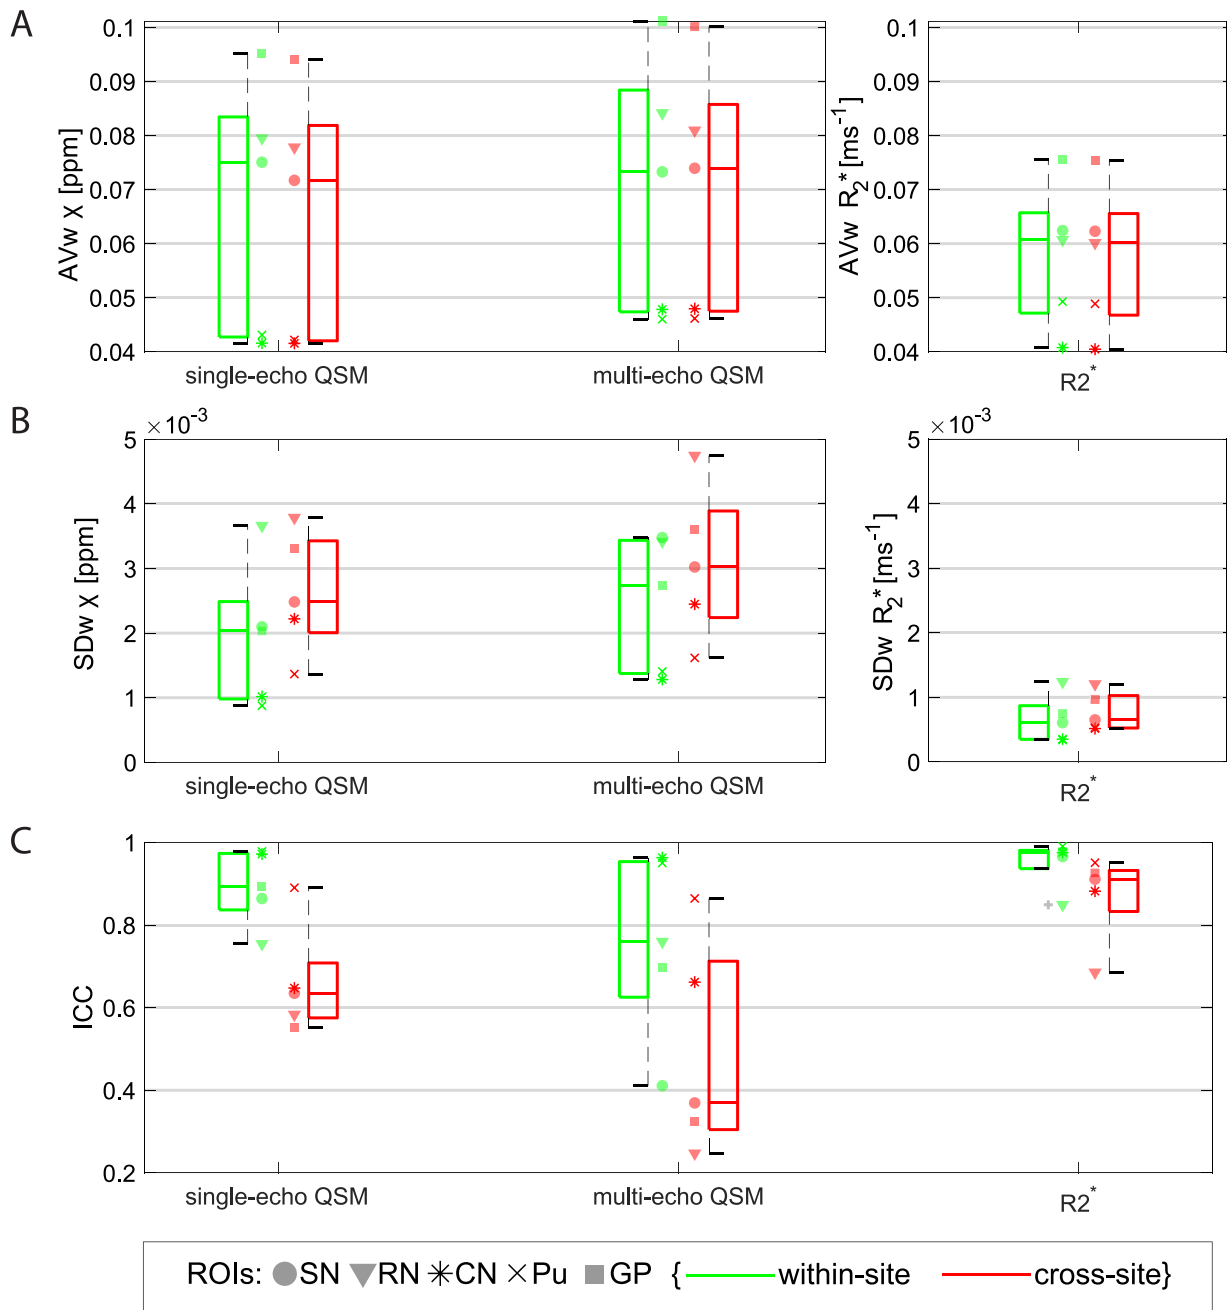 A
0.1
0.09
0.08
0.07
0.06
0.05
0.04
AVw χ [ppm]
single-echo QSM
multi-echo QSM
0.1
0.09
0.08
0.07
0.06
0.05
0.04
AVw R2* [ms-1]
R2*
B
×10-3
5
4
3
2
1
0
SDw χ [ppm]
single-echo QSM
multi-echo QSM
×10-3
5
4
3
2
1
0
SDw R2* [ms-1]
R2*
C
1
0.8
0.6
0.4
0.2
ICC
single-echo QSM
multi-echo QSM
R2*
ROIs: SN RN CN Pu GP { within-site cross-site}